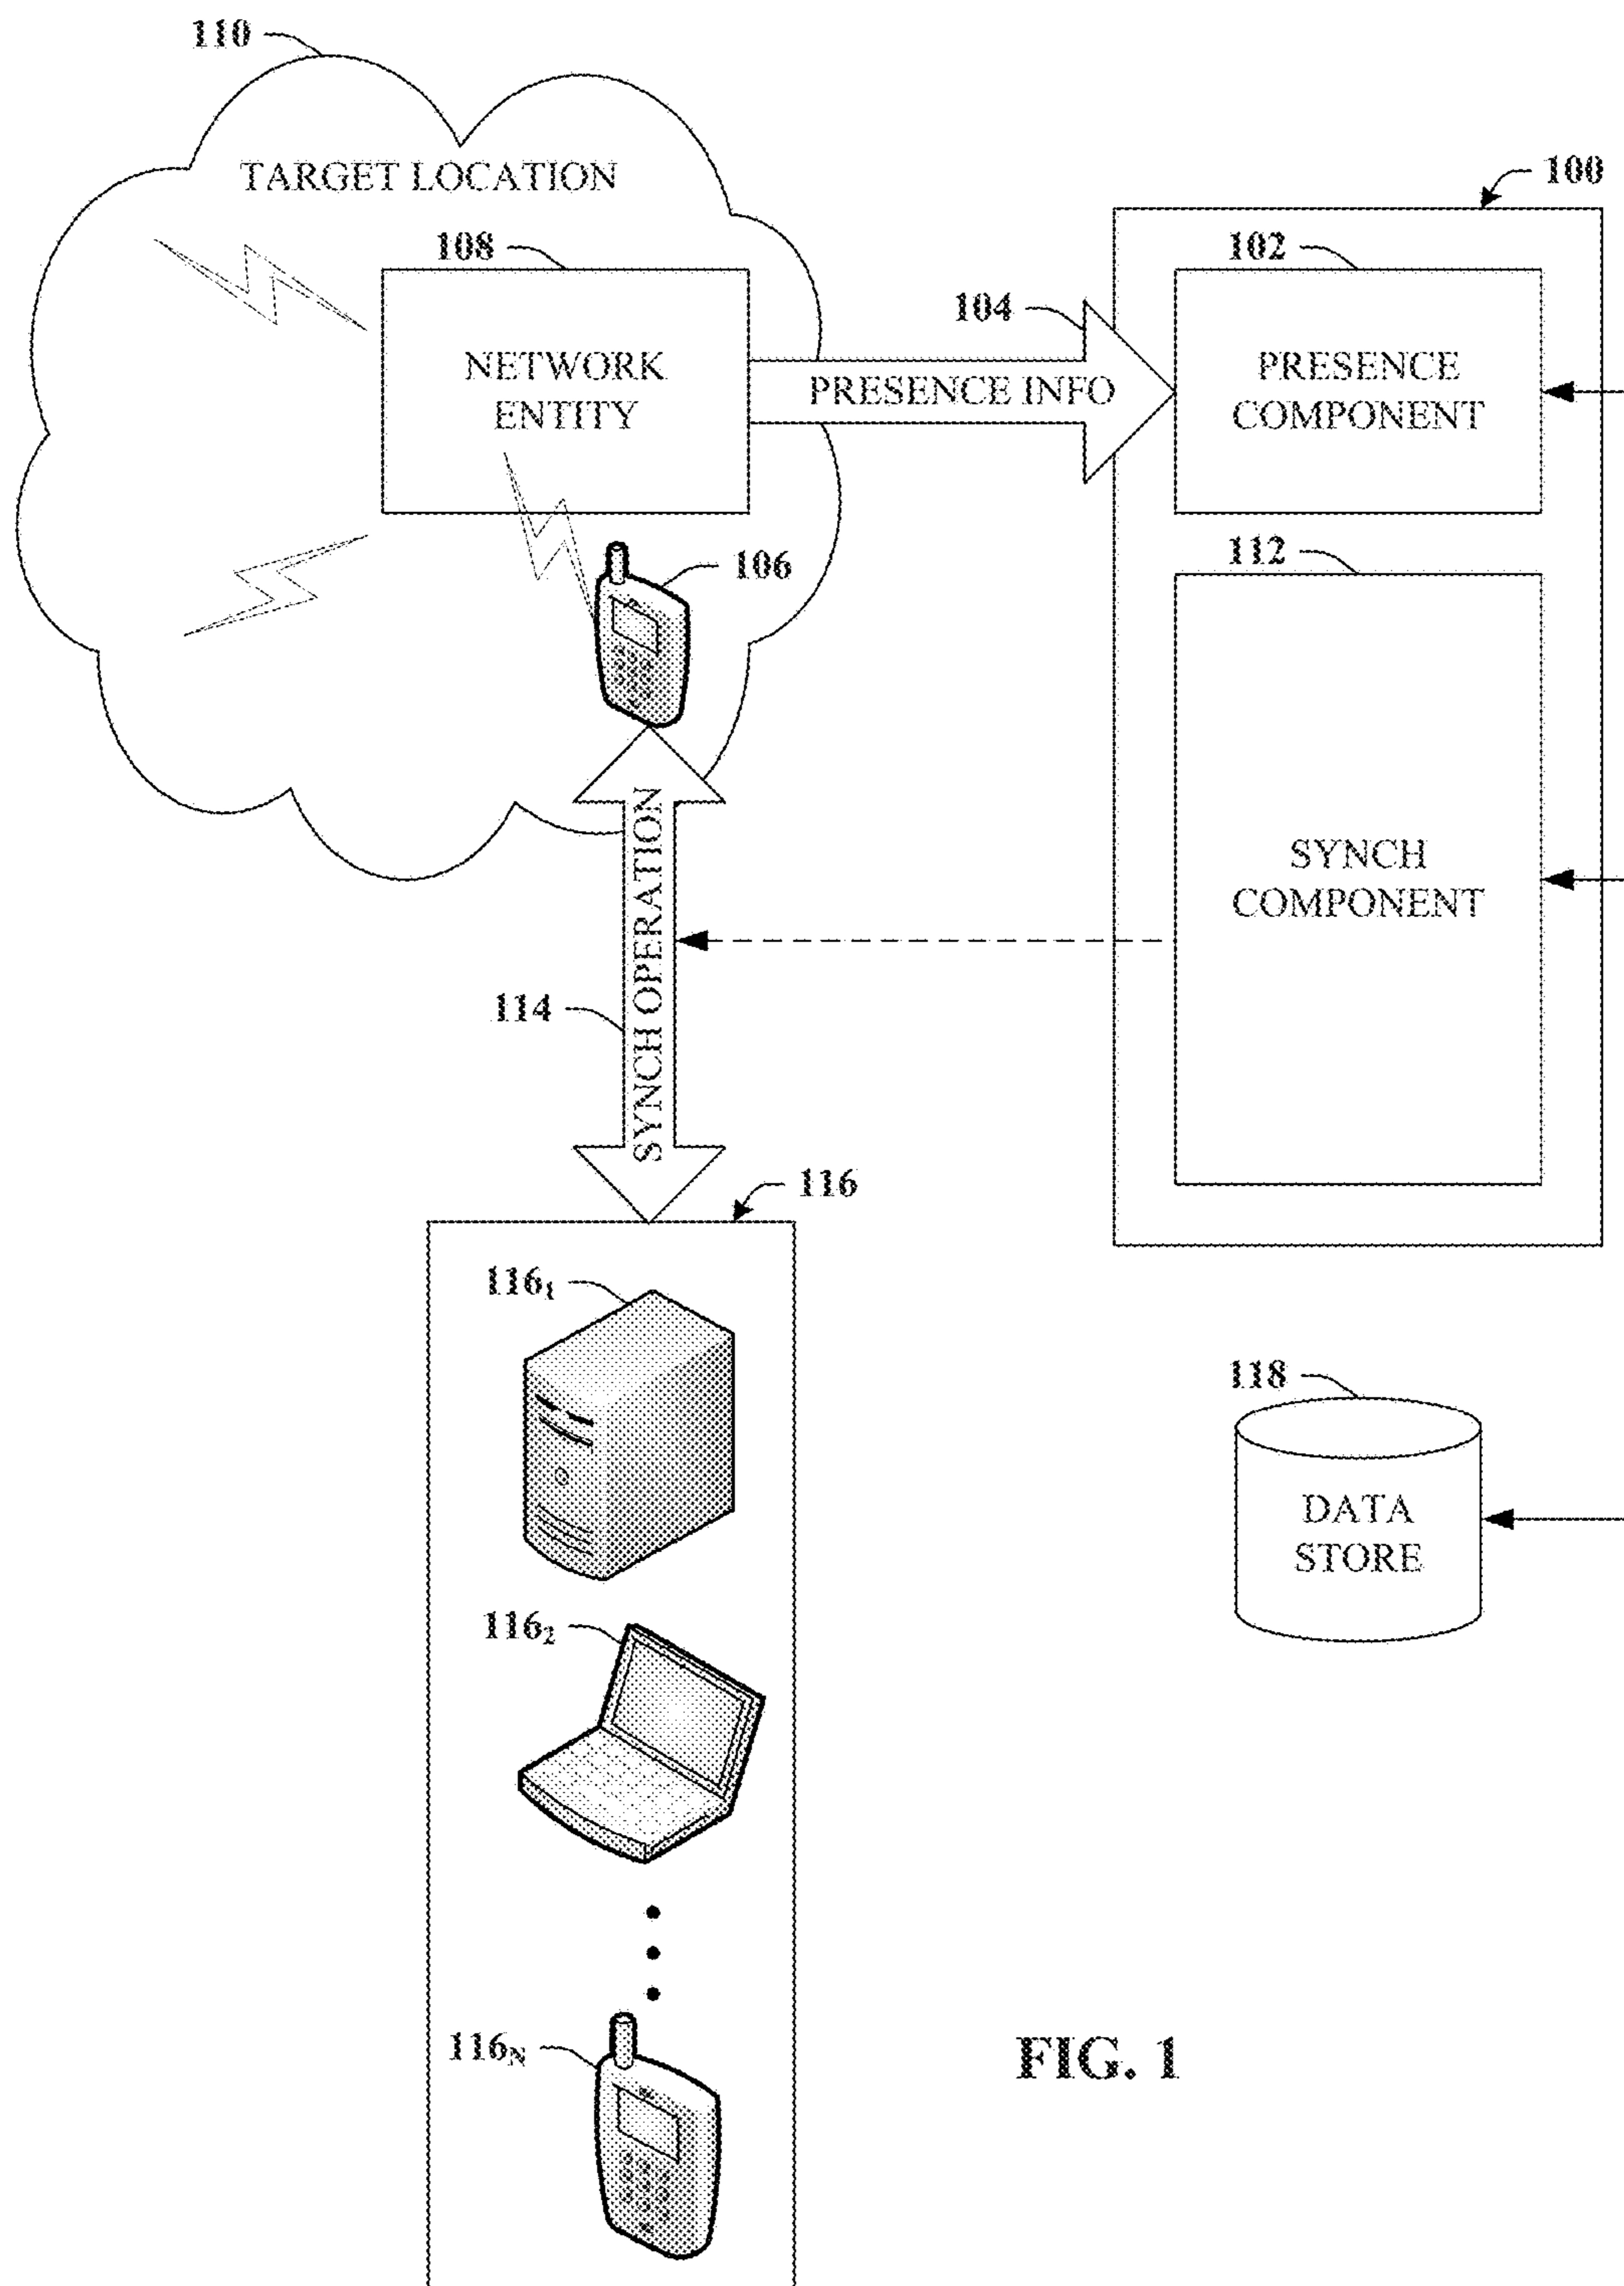 110
TARGET LOCATION
100
108
102
104
NETWORK
ENTITY
PRESENCE INFO
PRESENCE
COMPONENT
106
112
SYNCH
COMPONENT
SYNCH OPERATION
114
116
116₁
118
DATA
STORE
116₂
116ₙ
FIG. 1